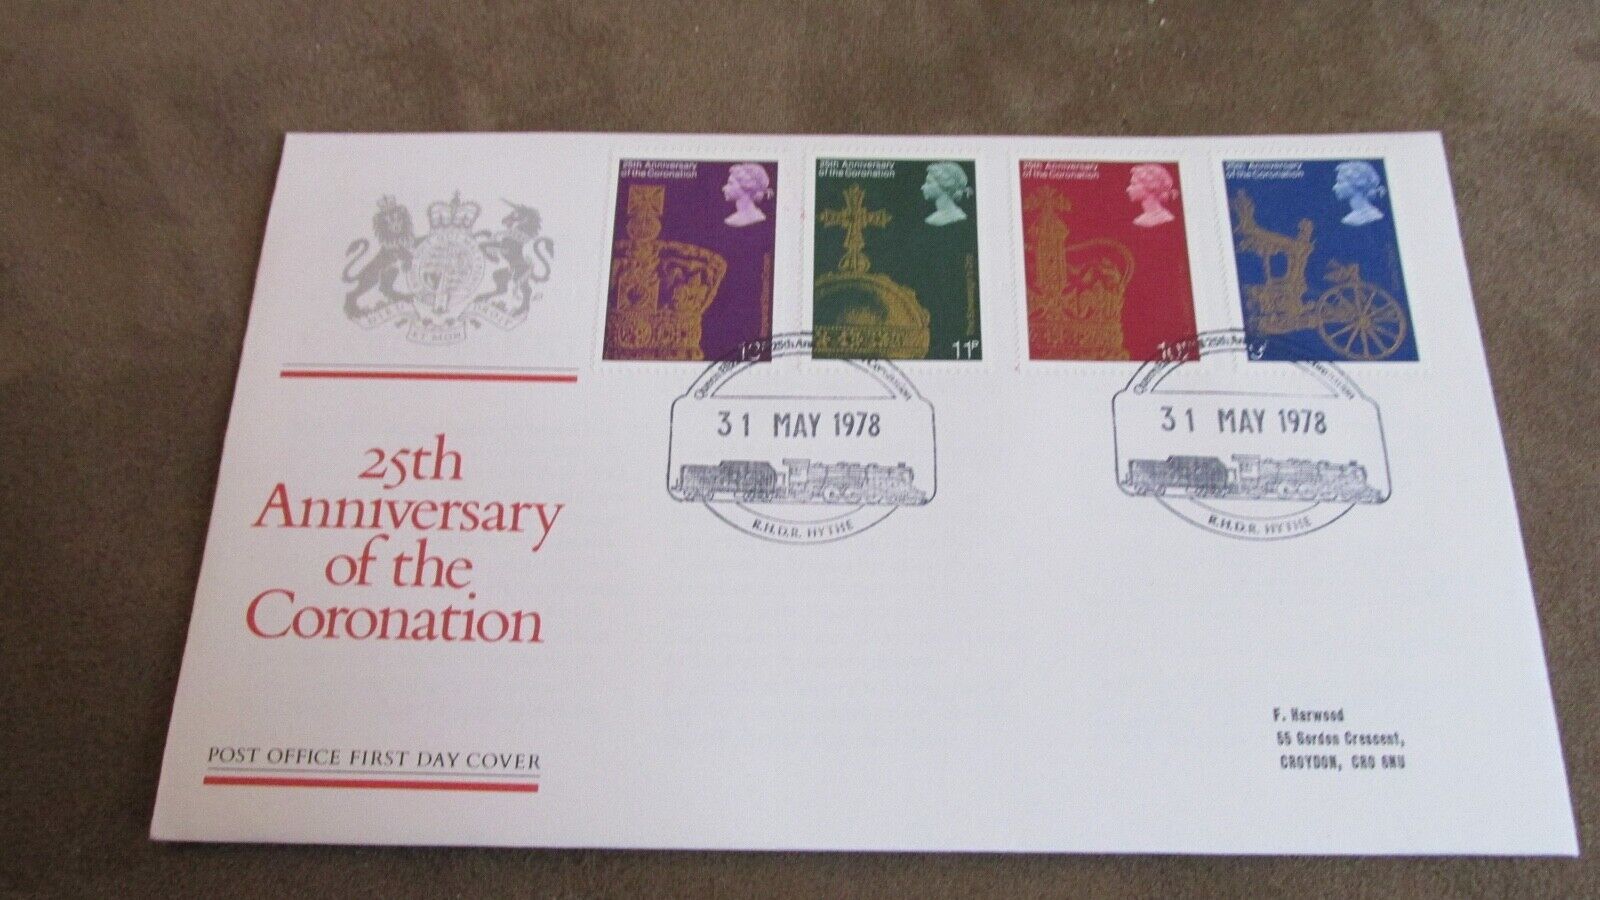 25th Anniversary
of the Coronation
25th Anniversary
of the Coronation
11P
25th Anniversary
of the Coronation
25th Anniversary
of the Coronation
25th
Anniversary
of the
Coronation
31 MAY 1978
R.H.D.R. HYTHE
31 MAY 1978
R.H.D.R. HYTHE
POST OFFICE FIRST DAY COVER
F. Harwood
55 Gordon Crescent,
CROYDON, CR0 6NU